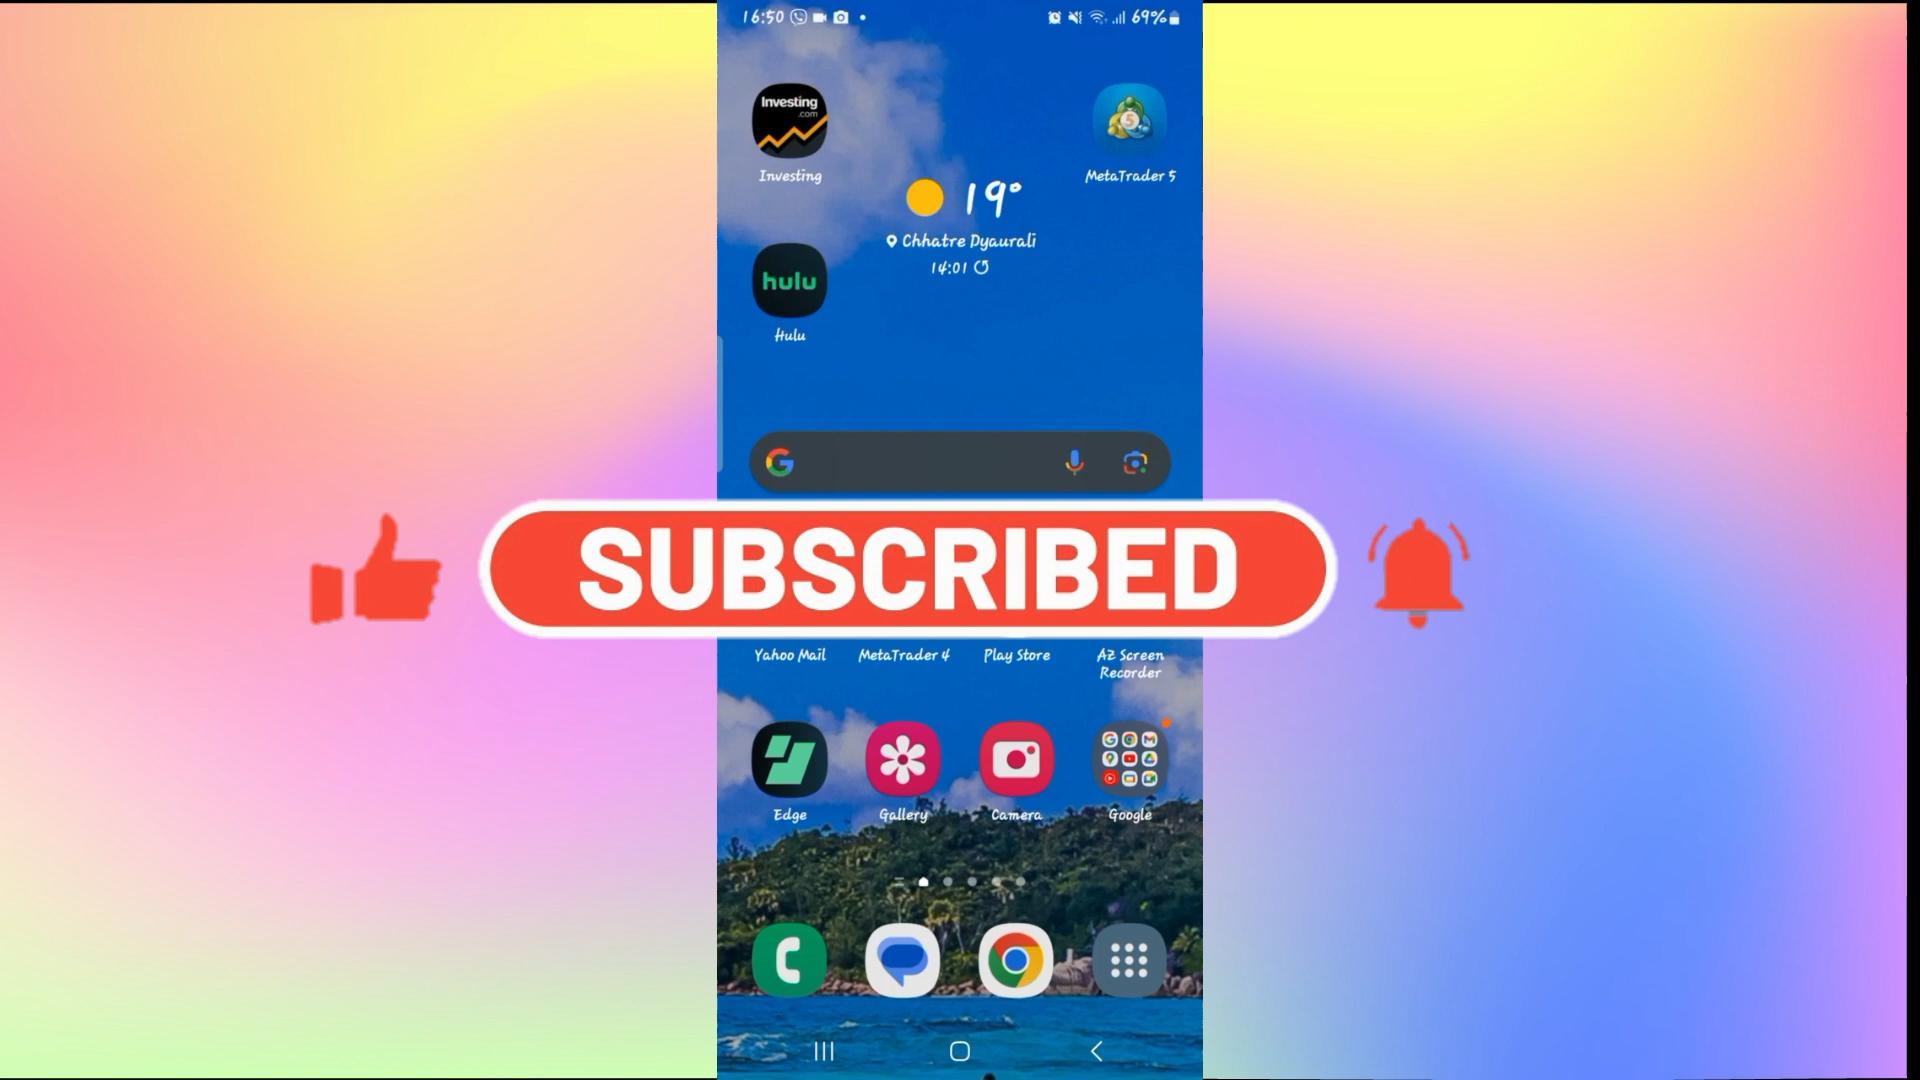 16:50 69%
Investing
.com
Investing
MetaTrader 5
19°
Chhatre Dyaurali
14:01
hulu
Hulu
SUBSCRIBED
Yahoo Mail MetaTrader 4 Play Store AZ Screen
Recorder
Edge Gallery Camera Google